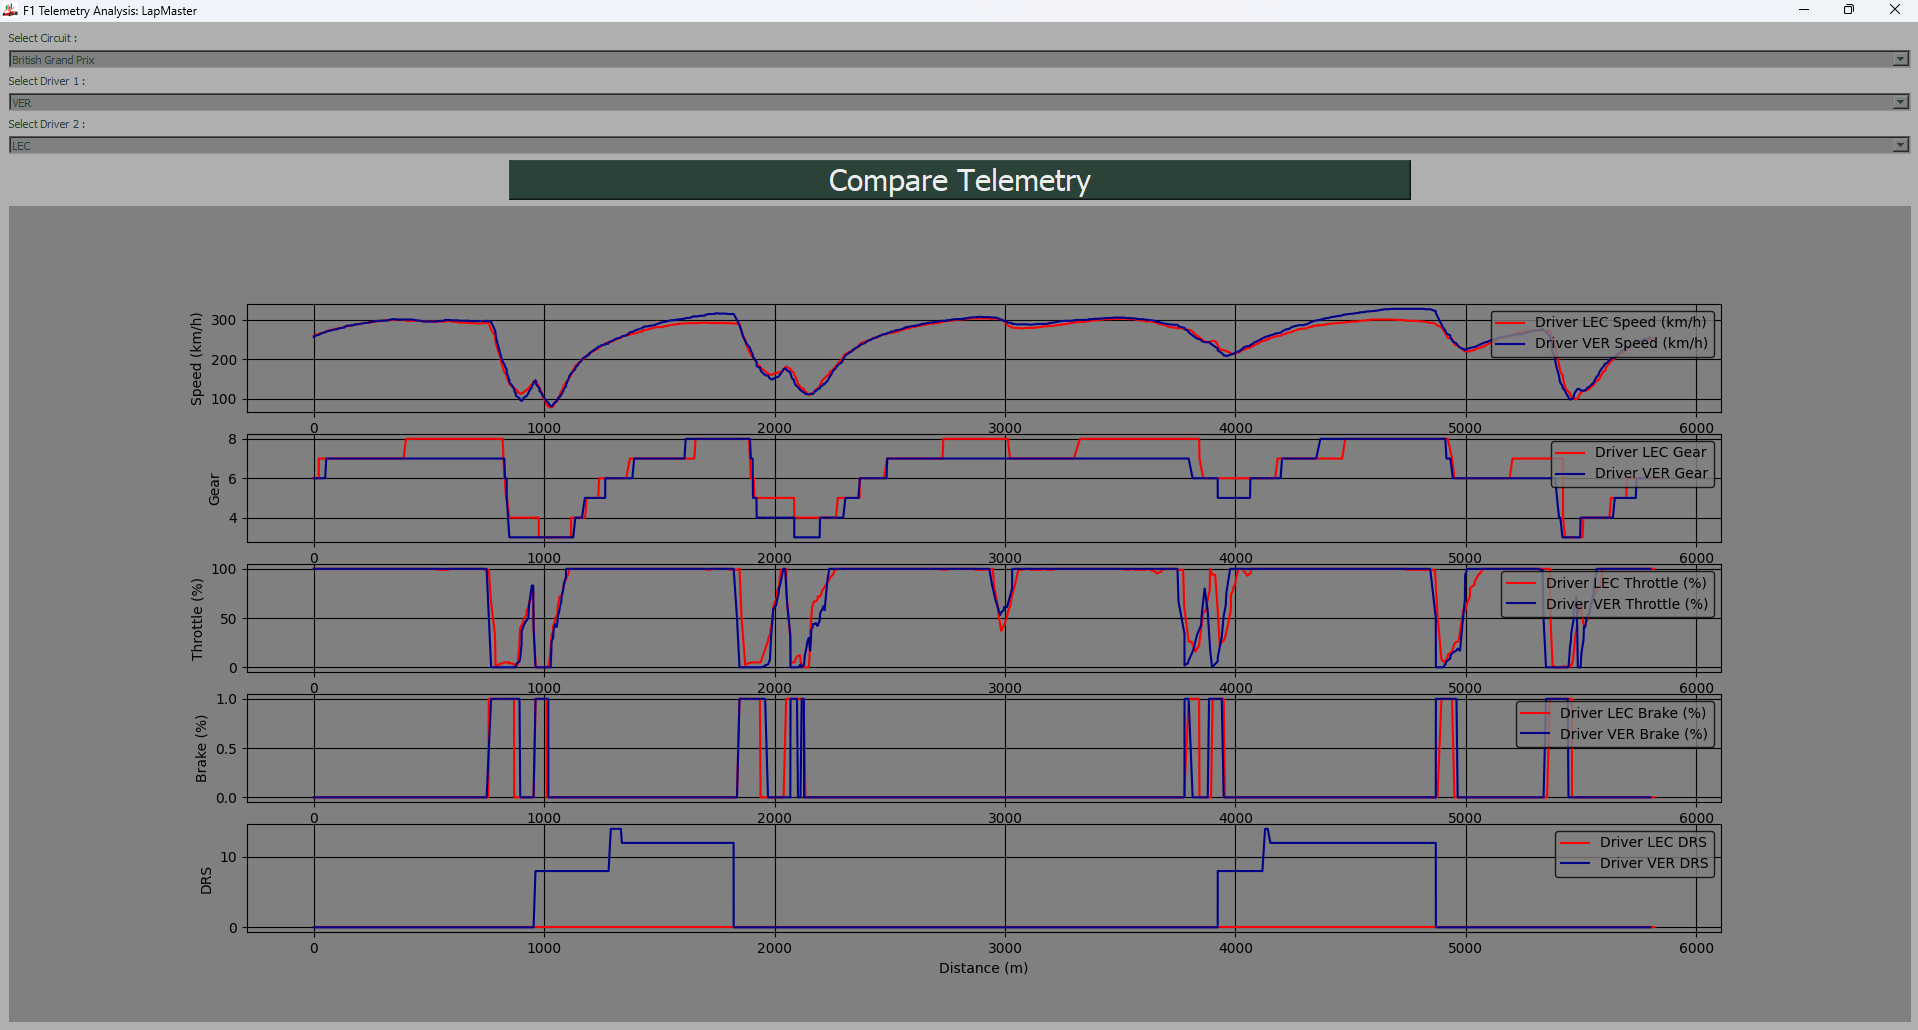 F1 Telemetry Analysis: LapMaster
Select Circuit :
British Grand Prix
Select Driver 1 :
VER
Select Driver 2 :
LEC
Compare Telemetry
Speed (km/h)
300
200
100
Driver LEC Speed (km/h)
Driver VER Speed (km/h)
0 1000 2000 3000 4000 5000 6000
Gear
8
6
4
Driver LEC Gear
Driver VER Gear
0 1000 2000 3000 4000 5000 6000
Throttle (%)
100
50
0
Driver LEC Throttle (%)
Driver VER Throttle (%)
0 1000 2000 3000 4000 5000 6000
Brake (%)
1.0
0.5
0.0
Driver LEC Brake (%)
Driver VER Brake (%)
0 1000 2000 3000 4000 5000 6000
DRS
10
0
Driver LEC DRS
Driver VER DRS
0 1000 2000 3000 4000 5000 6000
Distance (m)